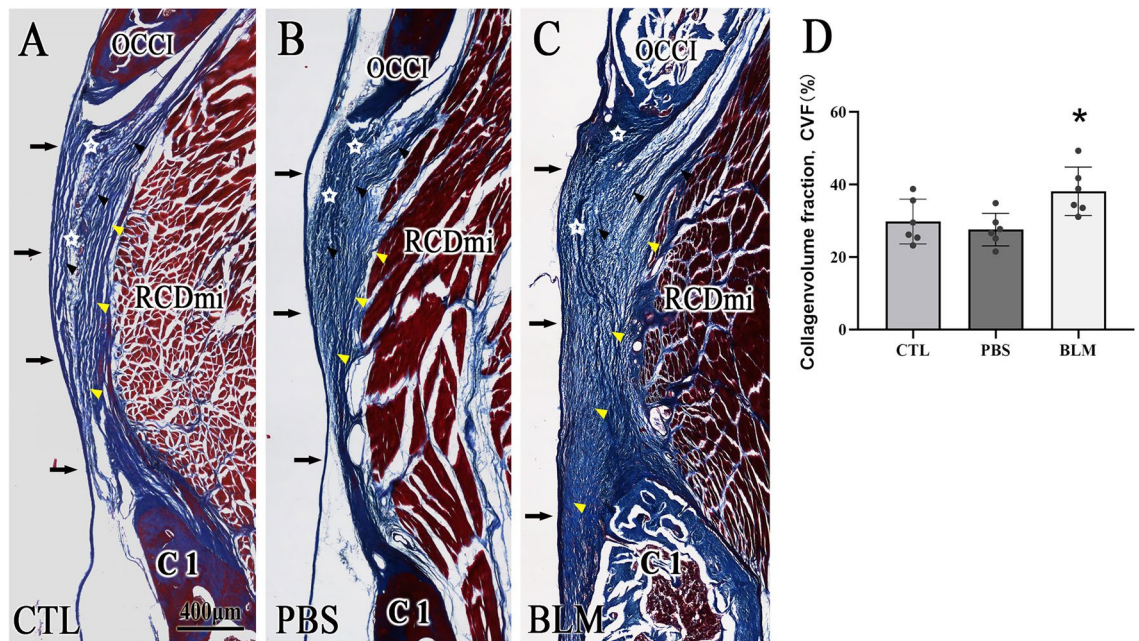 A
OCCI
RCDmi
C 1
CTL
400μm
B
OCCI
RCDmi
C 1
PBS
C
OCCI
RCDmi
C 1
BLM
D
Collagenvolume fraction, CVF(%)
60
40
20
0
*
CTL PBS BLM